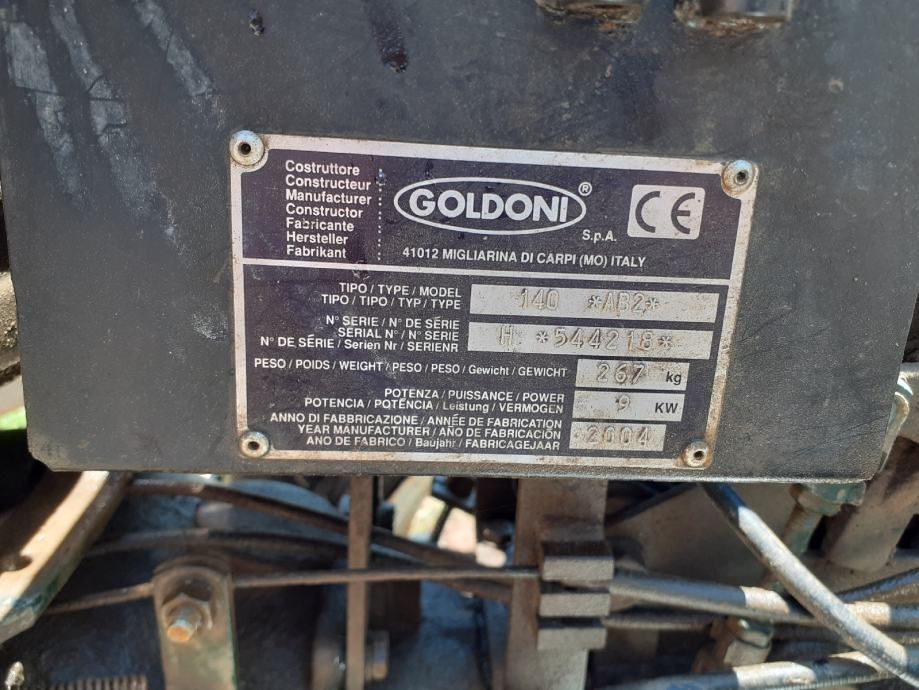 Costruttore
Constructeur
Manufacturer
Constructor
Fabricante
Hersteller
Fabrikant
GOLDONI®
S.p.A.
CE
41012 MIGLIARINA DI CARPI (MO) ITALY
TIPO / TYPE / MODEL
TIPO / TIPO / TYP / TYPE
140 *AB2*
N° SERIE / N° DE SÉRIE
SERIAL N° / N° SERIE
N° DE SÉRIE / Serien Nr / SERIENR
H *544218*
PESO / POIDS / WEIGHT / PESO / PESO / Gewicht / GEWICHT 267 kg
POTENZA / PUISSANCE / POWER
POTENCIA / POTÊNCIA / Leistung / VERMOGEN 9 KW
ANNO DI FABBRICAZIONE / ANNÉE DE FABRICATION
YEAR MANUFACTURER / AÑO DE FABRICACIÓN
ANO DE FABRICO / Baujahr / FABRICAGEJAAR
2004